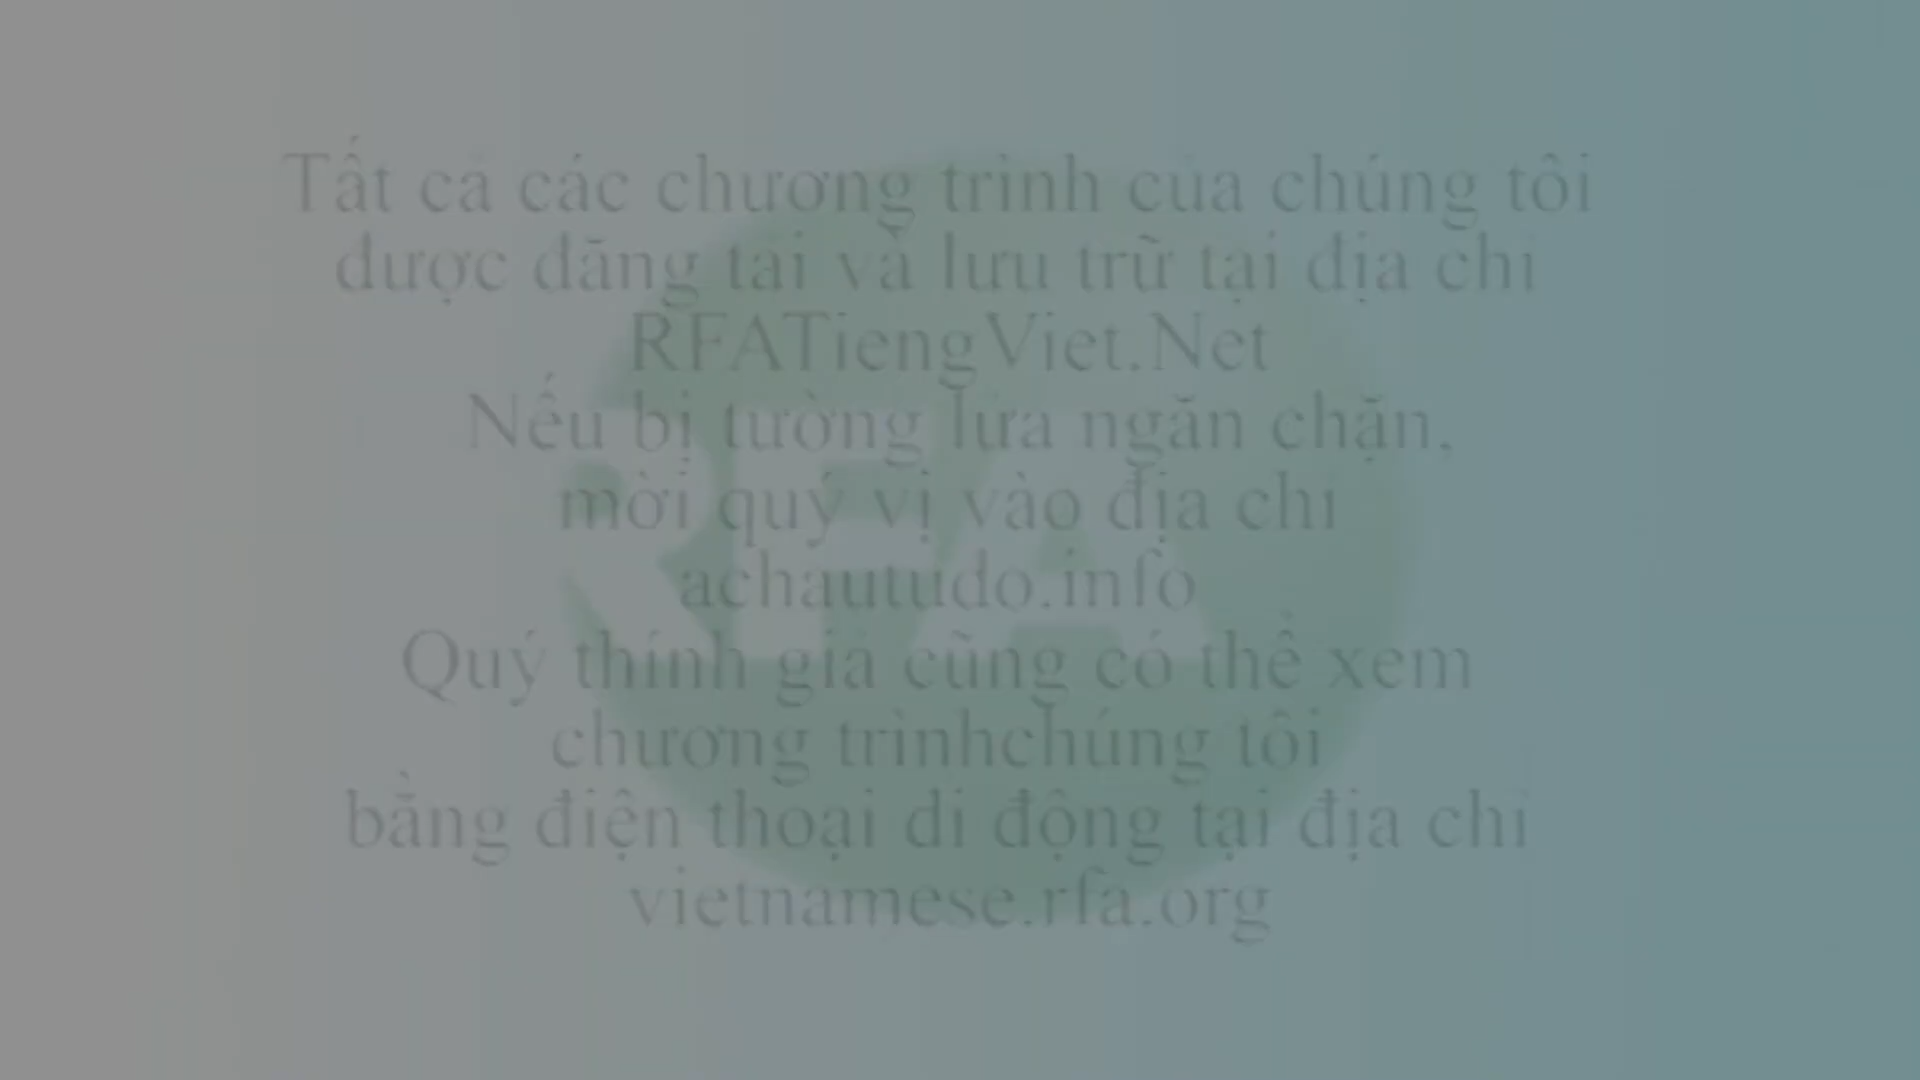 Tất cả các chương trình của chúng tôi
được đăng tải và lưu trữ tại địa chỉ
RFATiengViet.Net
Nếu bị tường lửa ngăn chặn,
mời quý vị vào địa chỉ
achautudo.info
Quý thính giả cũng có thể xem
chương trìnhchúng tôi
bằng điện thoại di động tại địa chỉ
vietnamese.rfa.org
RFA